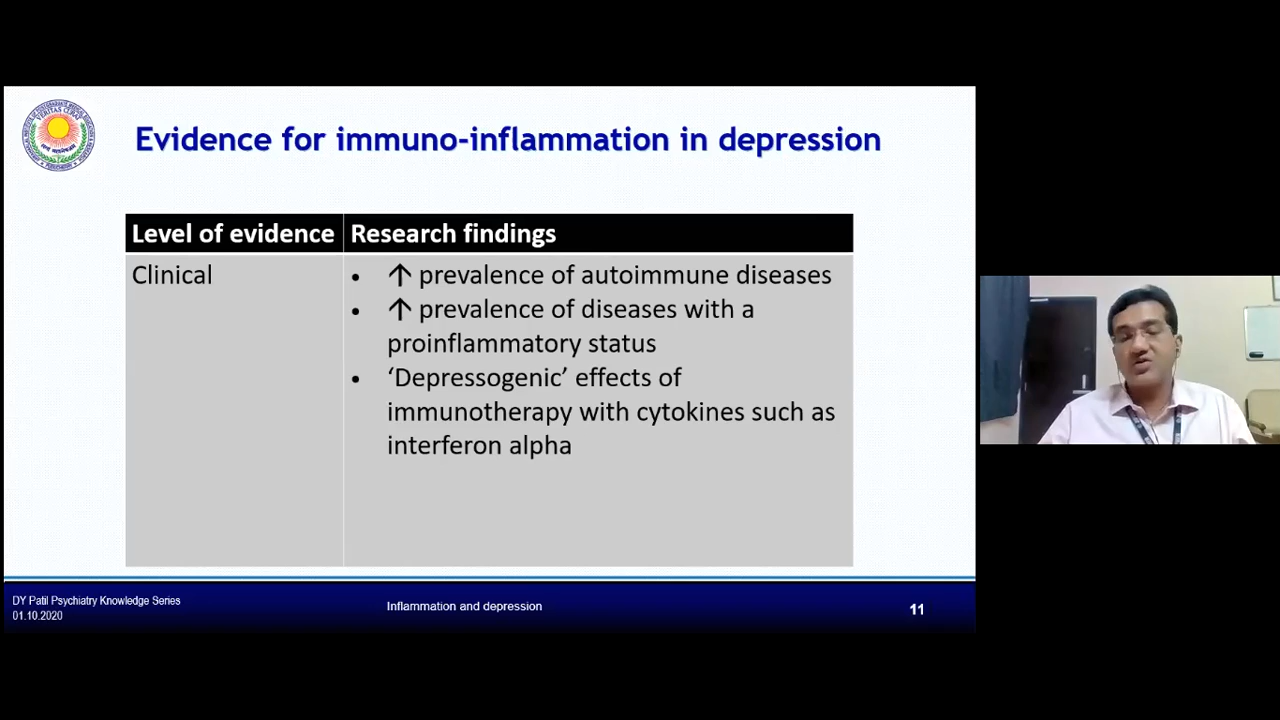 Evidence for immuno-inflammation in depression
Level of evidence
Research findings
Clinical
• ↑ prevalence of autoimmune diseases
• ↑ prevalence of diseases with a
proinflammatory status
• ‘Depressogenic’ effects of
immunotherapy with cytokines such as
interferon alpha
DY Patil Psychiatry Knowledge Series
01.10.2020
Inflammation and depression
11